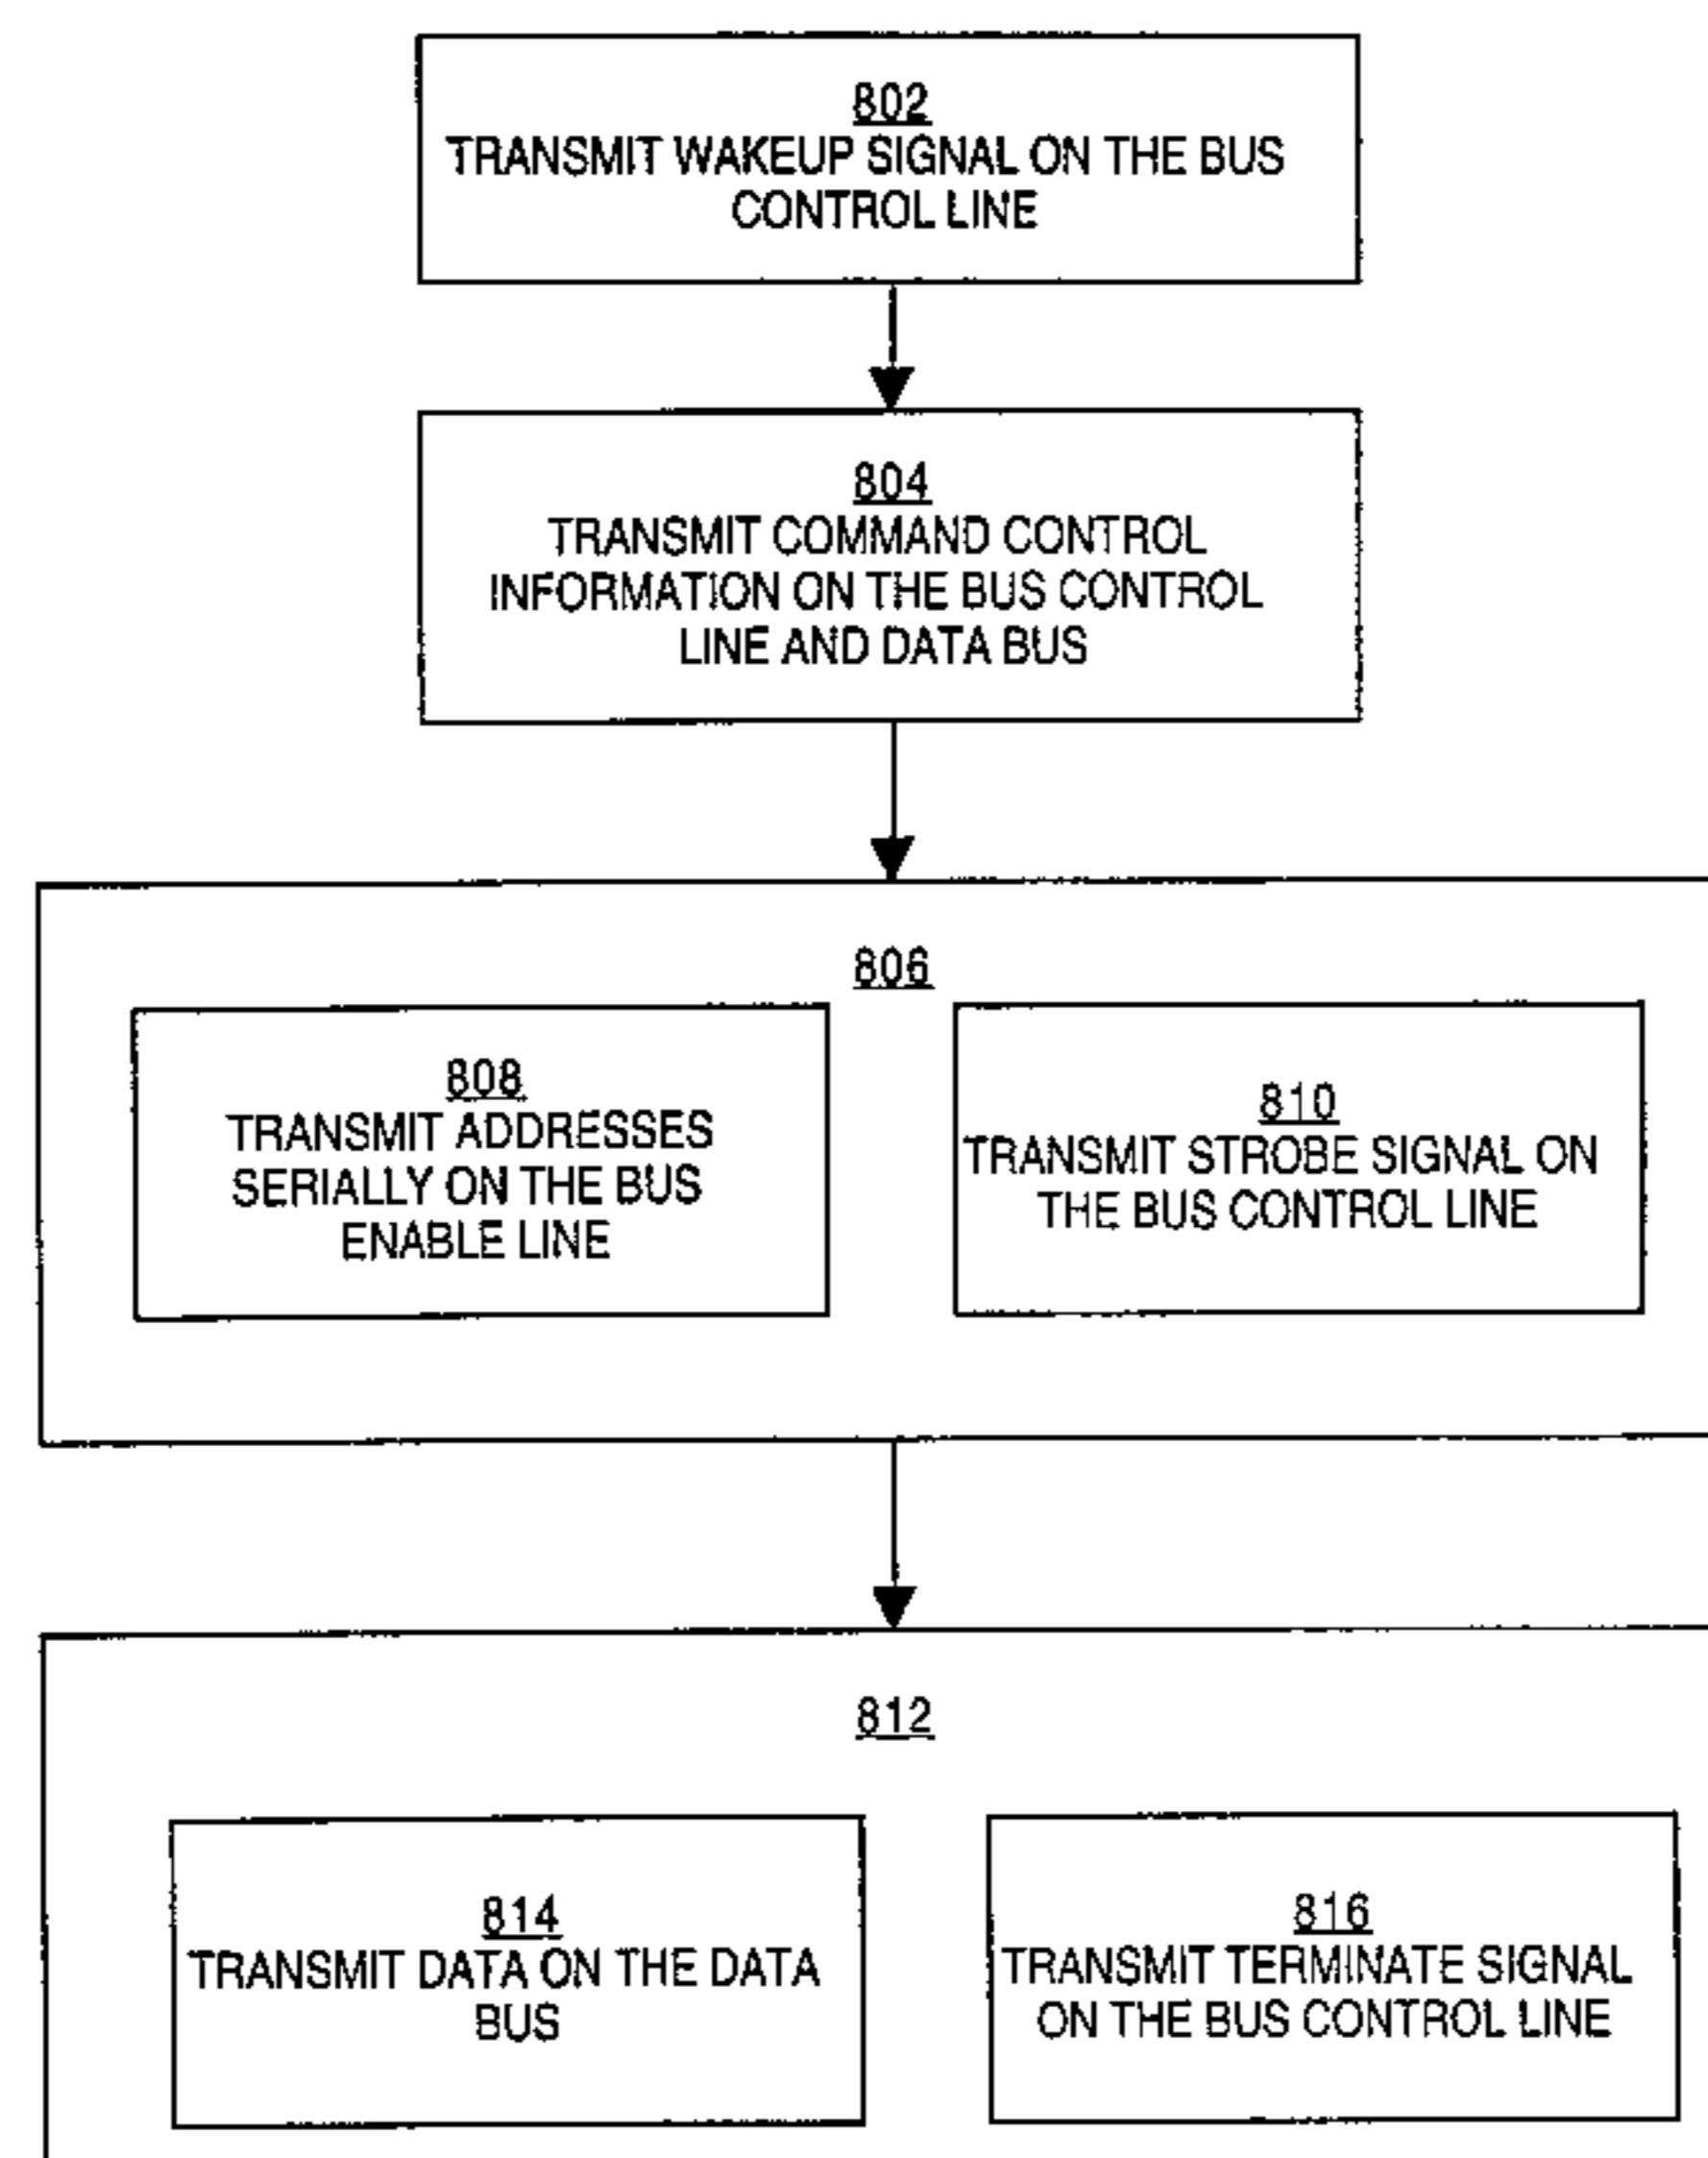 802
TRANSMIT WAKEUP SIGNAL ON THE BUS
CONTROL LINE
804
TRANSMIT COMMAND CONTROL
INFORMATION ON THE BUS CONTROL
LINE AND DATA BUS
806
808
TRANSMIT ADDRESSES
SERIALLY ON THE BUS
ENABLE LINE
810
TRANSMIT STROBE SIGNAL ON
THE BUS CONTROL LINE
812
814
TRANSMIT DATA ON THE DATA
BUS
816
TRANSMIT TERMINATE SIGNAL
ON THE BUS CONTROL LINE